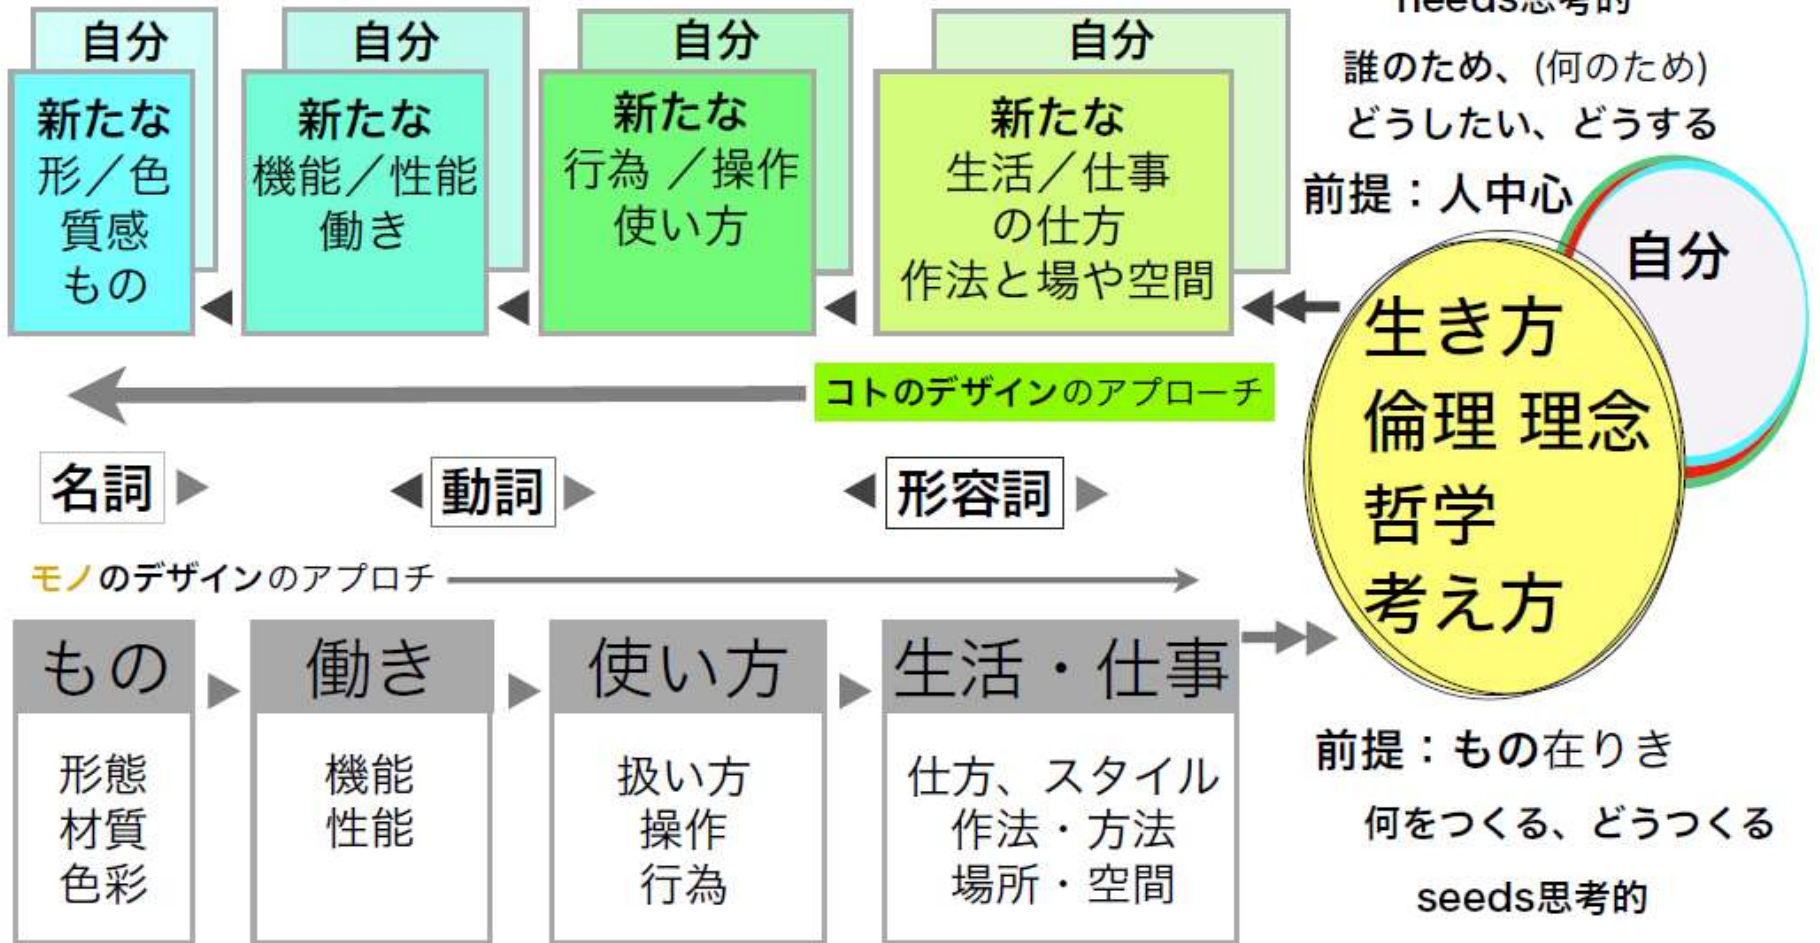 needs思考的
誰のため、(何のため)
どうしたい、どうする
前提：人中心
自分
自分
自分
自分
新たな
形／色
質感
もの
新たな
機能／性能
働き
新たな
行為 ／操作
使い方
新たな
生活／仕事
の仕方
作法と場や空間
自分
生き方
倫理 理念
哲学
考え方
コトのデザインのアプローチ
名詞
動詞
形容詞
モノのデザインのアプロチ
もの
形態
材質
色彩
働き
機能
性能
使い方
扱い方
操作
行為
生活・仕事
仕方、スタイル
作法・方法
場所・空間
前提：もの在りき
何をつくる、どうつくる
seeds思考的